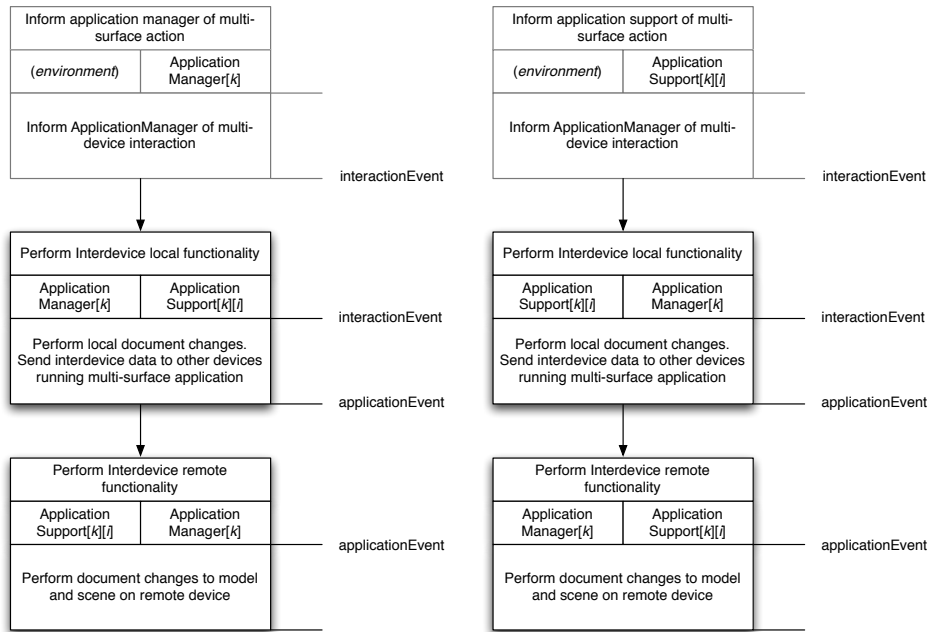 Inform application manager of multi-
surface action
(environment)
Application
Manager[k]
Inform ApplicationManager of multi-
device interaction
interactionEvent
Perform Interdevice local functionality
Application
Manager[k]
Application
Support[k][i]
interactionEvent
Perform local document changes.
Send interdevice data to other devices
running multi-surface application
applicationEvent
Perform Interdevice remote
functionality
Application
Support[k][i]
Application
Manager[k]
applicationEvent
Perform document changes to model
and scene on remote device
Inform application support of multi-
surface action
(environment)
Application
Support[k][i]
Inform ApplicationManager of multi-
device interaction
interactionEvent
Perform Interdevice local functionality
Application
Support[k][i]
Application
Manager[k]
interactionEvent
Perform local document changes.
Send interdevice data to other devices
running multi-surface application
applicationEvent
Perform Interdevice remote
functionality
Application
Manager[k]
Application
Support[k][i]
applicationEvent
Perform document changes to model
and scene on remote device